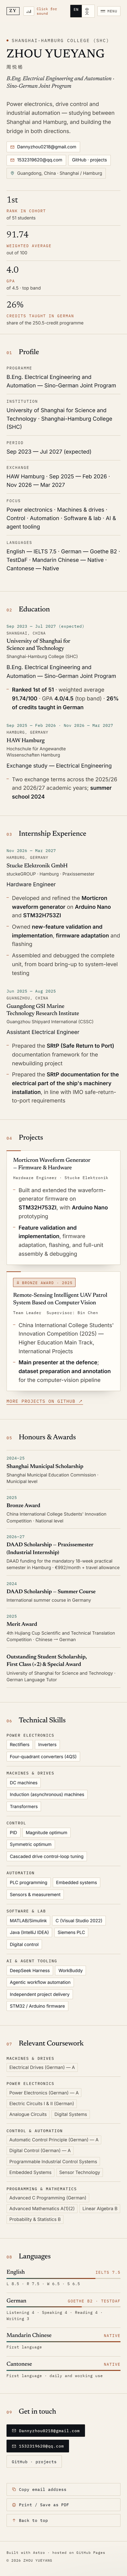 ZY
Click for sound
EN
MENU
SHANGHAI-HAMBURG COLLEGE (SHC)
ZHOU YUEYANG
周悦暘
B.Eng. Electrical Engineering and Automation ·
Sino-German Joint Program
Power electronics, drives and control —
studying and working between
Shanghai and Hamburg, and building the
bridge in both directions.
Dannyzhou0218@gmail.com
1532319620@qq.com
GitHub · projects
Guangdong, China · Shanghai / Hamburg
1st
RANK IN COHORT
of 51 students
91.74
WEIGHTED AVERAGE
out of 100
4.0
GPA
of 4.5 · top band
26%
CREDITS TAUGHT IN GERMAN
share of the 250.5-credit programme
01 Profile
PROGRAMME
B.Eng. Electrical Engineering and
Automation — Sino-German Joint Program
INSTITUTION
University of Shanghai for Science and
Technology · Shanghai-Hamburg College
(SHC)
PERIOD
Sep 2023 — Jul 2027 (expected)
EXCHANGE
HAW Hamburg · Sep 2025 — Feb 2026 ·
Nov 2026 — Mar 2027
FOCUS
Power electronics · Machines & drives ·
Control · Automation · Software & lab · AI &
agent tooling
LANGUAGES
English — IELTS 7.5 · German — Goethe B2 ·
TestDaF · Mandarin Chinese — Native ·
Cantonese — Native
02 Education
Sep 2023 — Jul 2027 (expected)
SHANGHAI, CHINA
University of Shanghai for
Science and Technology
Shanghai-Hamburg College (SHC)
B.Eng. Electrical Engineering and
Automation — Sino-German Joint Program
Ranked 1st of 51 · weighted average
91.74/100 · GPA 4.0/4.5 (top band) · 26%
of credits taught in German
Sep 2025 — Feb 2026 · Nov 2026 — Mar 2027
HAMBURG, GERMANY
HAW Hamburg
Hochschule für Angewandte
Wissenschaften Hamburg
Exchange study — Electrical Engineering
Two exchange terms across the 2025/26
and 2026/27 academic years; summer
school 2024
03 Internship Experience
Nov 2026 — Mar 2027
HAMBURG, GERMANY
Stucke Elektronik GmbH
stuckeGROUP · Hamburg · Praxissemester
Hardware Engineer
Developed and refined the Morticron
waveform generator on Arduino Nano
and STM32H753ZI
Owned new-feature validation and
implementation, firmware adaptation and
flashing
Assembled and debugged the complete
unit, from board bring-up to system-level
testing
Jun 2025 — Aug 2025
GUANGZHOU, CHINA
Guangdong GSI Marine
Technology Research Institute
Guangzhou Shipyard International (CSSC)
Assistant Electrical Engineer
Prepared the SRtP (Safe Return to Port)
documentation framework for the
newbuilding project
Prepared the SRtP documentation for the
electrical part of the ship's machinery
installation, in line with IMO safe-return-
to-port requirements
04 Projects
Morticron Waveform Generator
— Firmware & Hardware
Hardware Engineer · Stucke Elektronik
Built and extended the waveform-
generator firmware on
STM32H753ZI, with Arduino Nano
prototyping
Feature validation and
implementation, firmware
adaptation, flashing, and full-unit
assembly & debugging
BRONZE AWARD · 2025
Remote-Sensing Intelligent UAV Patrol
System Based on Computer Vision
China International College Students'
Innovation Competition (2025) —
Higher Education Main Track,
International Projects
Main presenter at the defence;
dataset preparation and annotation
for the computer-vision pipeline
MORE PROJECTS ON GITHUB ↗
05 Honours & Awards
2024–25
Shanghai Municipal Scholarship
Shanghai Municipal Education Commission ·
Municipal level
2025
Bronze Award
China International College Students' Innovation
Competition · National level
2026–27
DAAD Scholarship — Praxissemester
(Industrial Internship)
DAAD funding for the mandatory 18-week practical
semester in Hamburg · €992/month + travel allowance
2024
DAAD Scholarship — Summer Course
International summer course in Germany
2025
Merit Award
4th Hujiang Cup Scientific and Technical Translation
Competition · Chinese → German
Outstanding Student Scholarship,
First Class (×2) & Special Award
University of Shanghai for Science and Technology ·
German Language Tutor
06 Technical Skills
POWER ELECTRONICS
Rectifiers
Inverters
Four-quadrant converters (4QS)
MACHINES & DRIVES
DC machines
Induction (asynchronous) machines
Transformers
CONTROL
PID
Magnitude optimum
Symmetric optimum
Cascaded drive control-loop tuning
AUTOMATION
PLC programming
Embedded systems
Sensors & measurement
SOFTWARE & LAB
MATLAB/Simulink
C (Visual Studio 2022)
Java (IntelliJ IDEA)
Siemens PLC
Digital control
AI & AGENT TOOLING
DeepSeek Harness
WorkBuddy
Agentic workflow automation
Independent project delivery
STM32 / Arduino firmware
07 Relevant Coursework
MACHINES & DRIVES
Electrical Drives (German) — A
POWER ELECTRONICS
Power Electronics (German) — A
Electric Circuits I & II (German)
Analogue Circuits
Digital Systems
CONTROL & AUTOMATION
Automatic Control Principle (German) — A
Digital Control (German) — A
Programmable Industrial Control Systems
Embedded Systems
Sensor Technology
PROGRAMMING & MATHEMATICS
Advanced C Programming (German)
Advanced Mathematics A(1)(2)
Linear Algebra B
Probability & Statistics B
08 Languages
English
IELTS 7.5
German
GOETHE B2 · TESTDAF
Listening 4 · Speaking 4 · Reading 4 ·
Writing 3
Mandarin Chinese
NATIVE
First language
Cantonese
NATIVE
First language · daily and working use
09 Get in touch
Dannyzhou0218@gmail.com
1532319620@qq.com
GitHub · projects
Copy email address
Print / Save as PDF
↑ Back to top
Built with Astro · hosted on GitHub Pages
© 2026 ZHOU YUEYANG